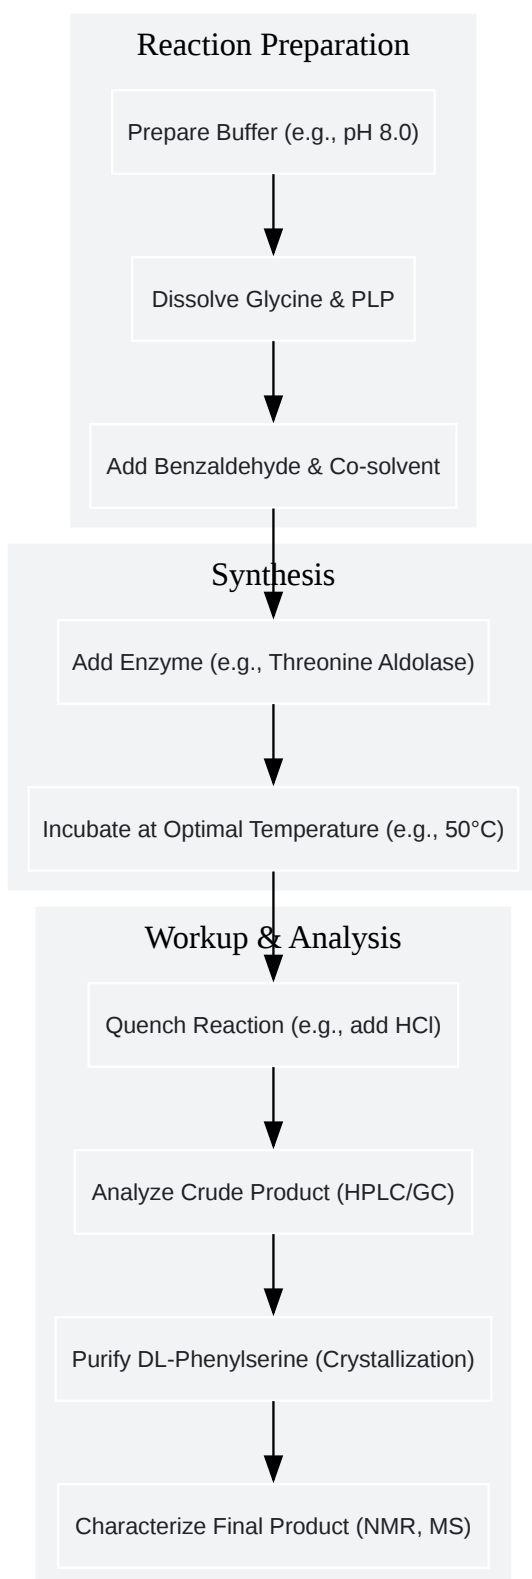 Reaction Preparation
Prepare Buffer (e.g., pH 8.0)
Dissolve Glycine & PLP
Add Benzaldehyde & Co-solvent
Synthesis
Add Enzyme (e.g., Threonine Aldolase)
Incubate at Optimal Temperature (e.g., 50°C)
Workup & Analysis
Quench Reaction (e.g., add HCl)
Analyze Crude Product (HPLC/GC)
Purify DL-Phenylserine (Crystallization)
Characterize Final Product (NMR, MS)